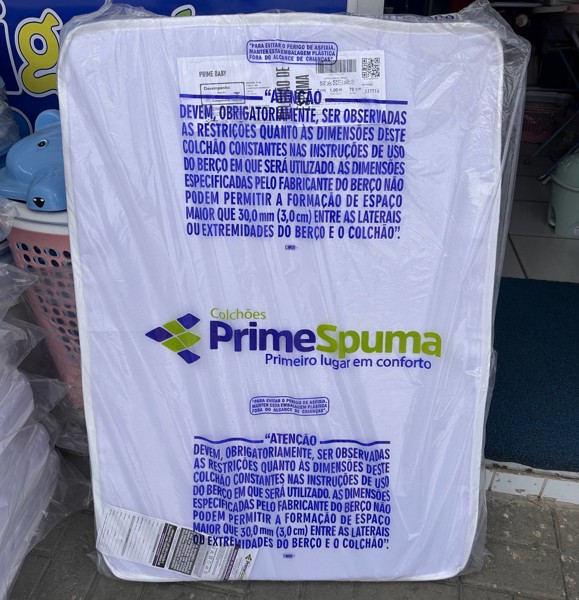 ig
"PARA EVITAR O PERIGO DE ASFIXIA,
MANTER ESTA EMBALAGEM PLÁSTICA
FORA DO ALCANCE DE CRIANÇAS"
PRIME BABY
Desempenho
"ATENÇÃO
DEVEM, OBRIGATORIAMENTE, SER OBSERVADAS
AS RESTRIÇÕES QUANTO ÀS DIMENSÕES DESTE
COLCHÃO CONSTANTES NAS INSTRUÇÕES DE USO
DO BERÇO EM QUE SERÁ UTILIZADO. AS DIMENSÕES
ESPECIFICADAS PELO FABRICANTE DO BERÇO NÃO
PODEM PERMITIR A FORMAÇÃO DE ESPAÇO
MAIOR QUE 30,0 mm (3,0 cm) ENTRE AS LATERAIS
OU EXTREMIDADES DO BERÇO E O COLCHÃO".
Colchões
PrimeSpuma
Primeiro lugar em conforto
"PARA EVITAR O PERIGO DE ASFIXIA,
MANTER ESTA EMBALAGEM PLÁSTICA
FORA DO ALCANCE DE CRIANÇAS"
"ATENÇÃO
DEVEM, OBRIGATORIAMENTE, SER OBSERVADAS
AS RESTRIÇÕES QUANTO ÀS DIMENSÕES DESTE
COLCHÃO CONSTANTES NAS INSTRUÇÕES DE USO
DO BERÇO EM QUE SERÁ UTILIZADO. AS DIMENSÕES
ESPECIFICADAS PELO FABRICANTE DO BERÇO NÃO
PODEM PERMITIR A FORMAÇÃO DE ESPAÇO
MAIOR QUE 30,0 mm (3,0 cm) ENTRE AS LATERAIS
OU EXTREMIDADES DO BERÇO E O COLCHÃO".